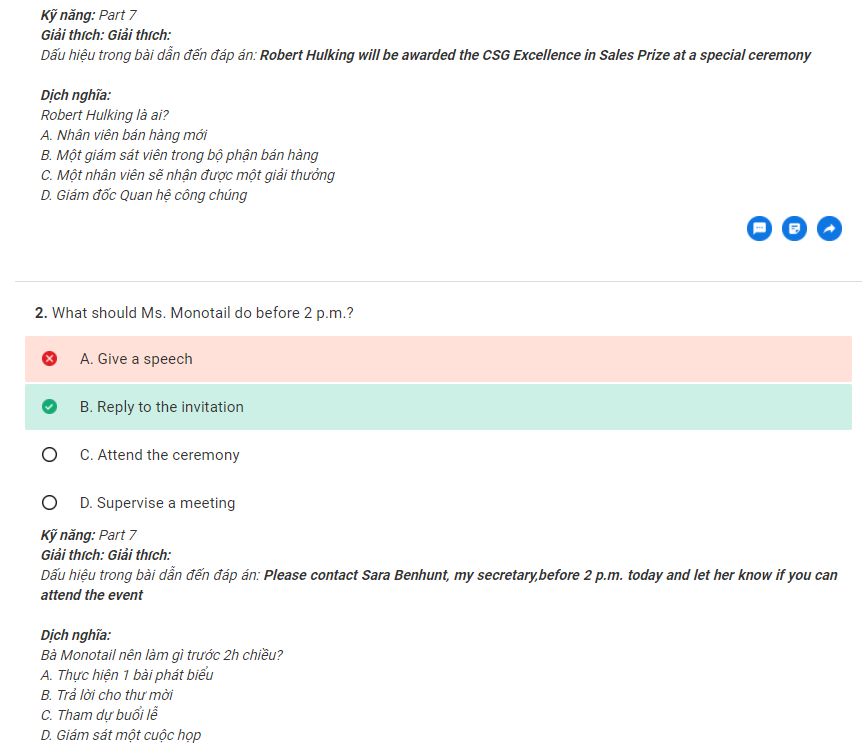 Kỹ năng: Part 7
Giải thích: Giải thích:
Dấu hiệu trong bài dẫn đến đáp án: Robert Hulking will be awarded the CSG Excellence in Sales Prize at a special ceremony
Dịch nghĩa:
Robert Hulking là ai?
A. Nhân viên bán hàng mới
B. Một giám sát viên trong bộ phận bán hàng
C. Một nhân viên sẽ nhận được một giải thưởng
D. Giám đốc Quan hệ công chúng
2. What should Ms. Monotail do before 2 p.m.?
A. Give a speech
B. Reply to the invitation
C. Attend the ceremony
D. Supervise a meeting
Kỹ năng: Part 7
Giải thích: Giải thích:
Dấu hiệu trong bài dẫn đến đáp án: Please contact Sara Benhunt, my secretary,before 2 p.m. today and let her know if you can
attend the event
Dịch nghĩa:
Bà Monotail nên làm gì trước 2h chiều?
A. Thực hiện 1 bài phát biểu
B. Trả lời cho thư mời
C. Tham dự buổi lễ
D. Giám sát một cuộc họp